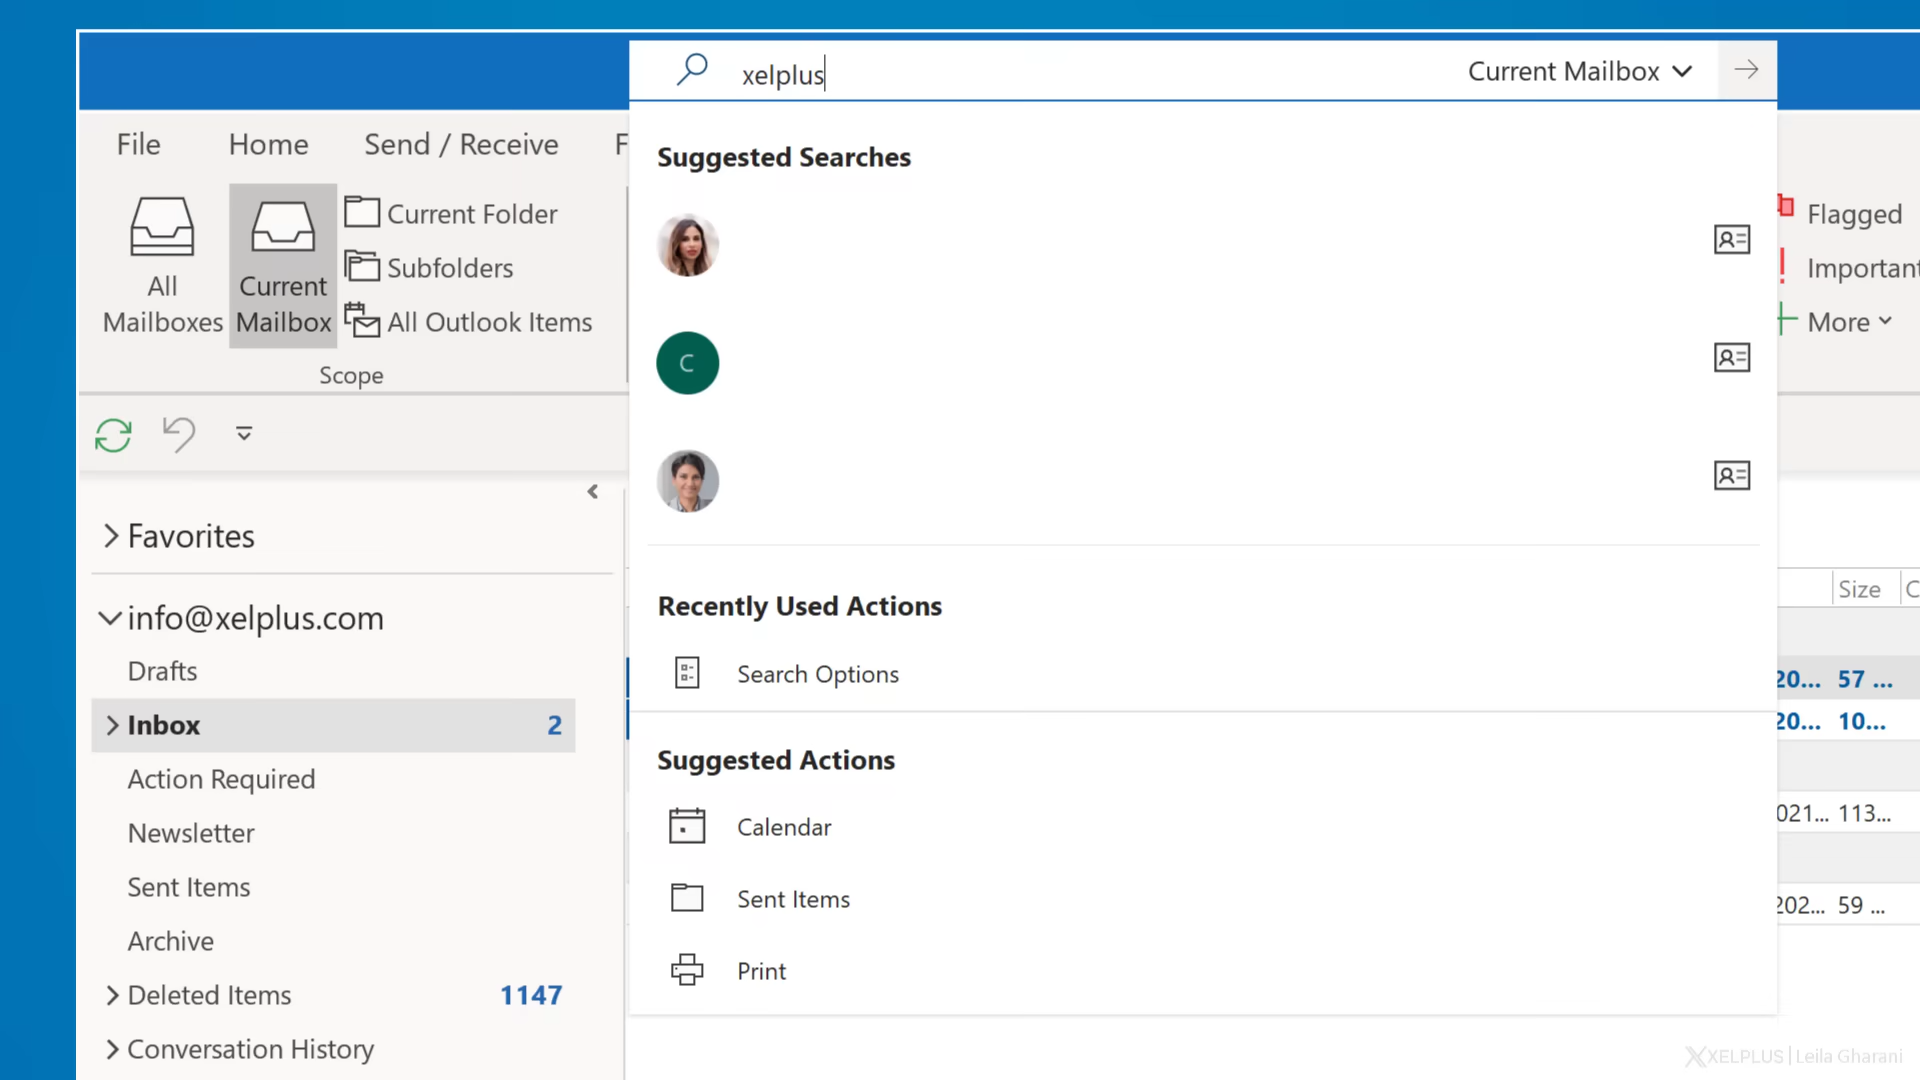 xelplus
Current Mailbox
File
Home
Send / Receive
F
All
Mailboxes
Current
Mailbox
Current Folder
Subfolders
All Outlook Items
Scope
Flagged
Important
More
Suggested Searches
C
Recently Used Actions
Search Options
Suggested Actions
Calendar
Sent Items
Print
Favorites
info@xelplus.com
Drafts
Inbox 2
Action Required
Newsletter
Sent Items
Archive
Deleted Items 1147
Conversation History
Size C
20... 57 ...
20... 10...
021... 113...
202... 59 ...
XELPLUS | Leila Gharani